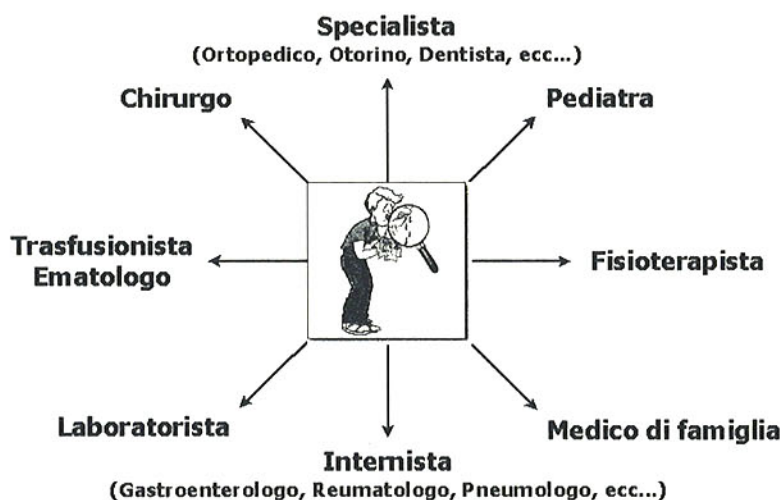 Specialista
(Ortopedico, Otorino, Dentista, ecc...)
Chirurgo
Pediatra
Trasfusionista
Ematologo
Fisioterapista
Laboratorista
Medico di famiglia
Internista
(Gastroenterologo, Reumatologo, Pneumologo, ecc...)